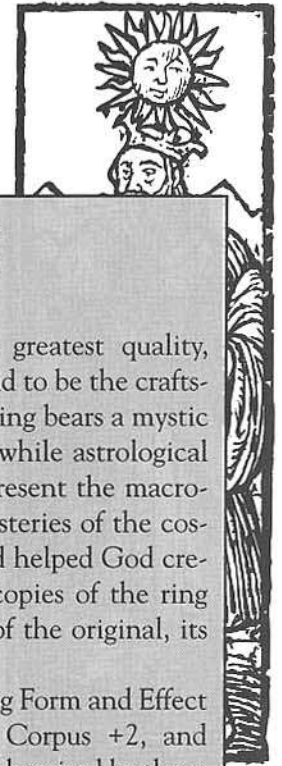 greatest quality,
d to be the crafts-
ing bears a mystic
while astrological
resent the macro-
steries of the cos-
d helped God cre-
copies of the ring
of the original, its
g Form and Effect
Corpus +2, and